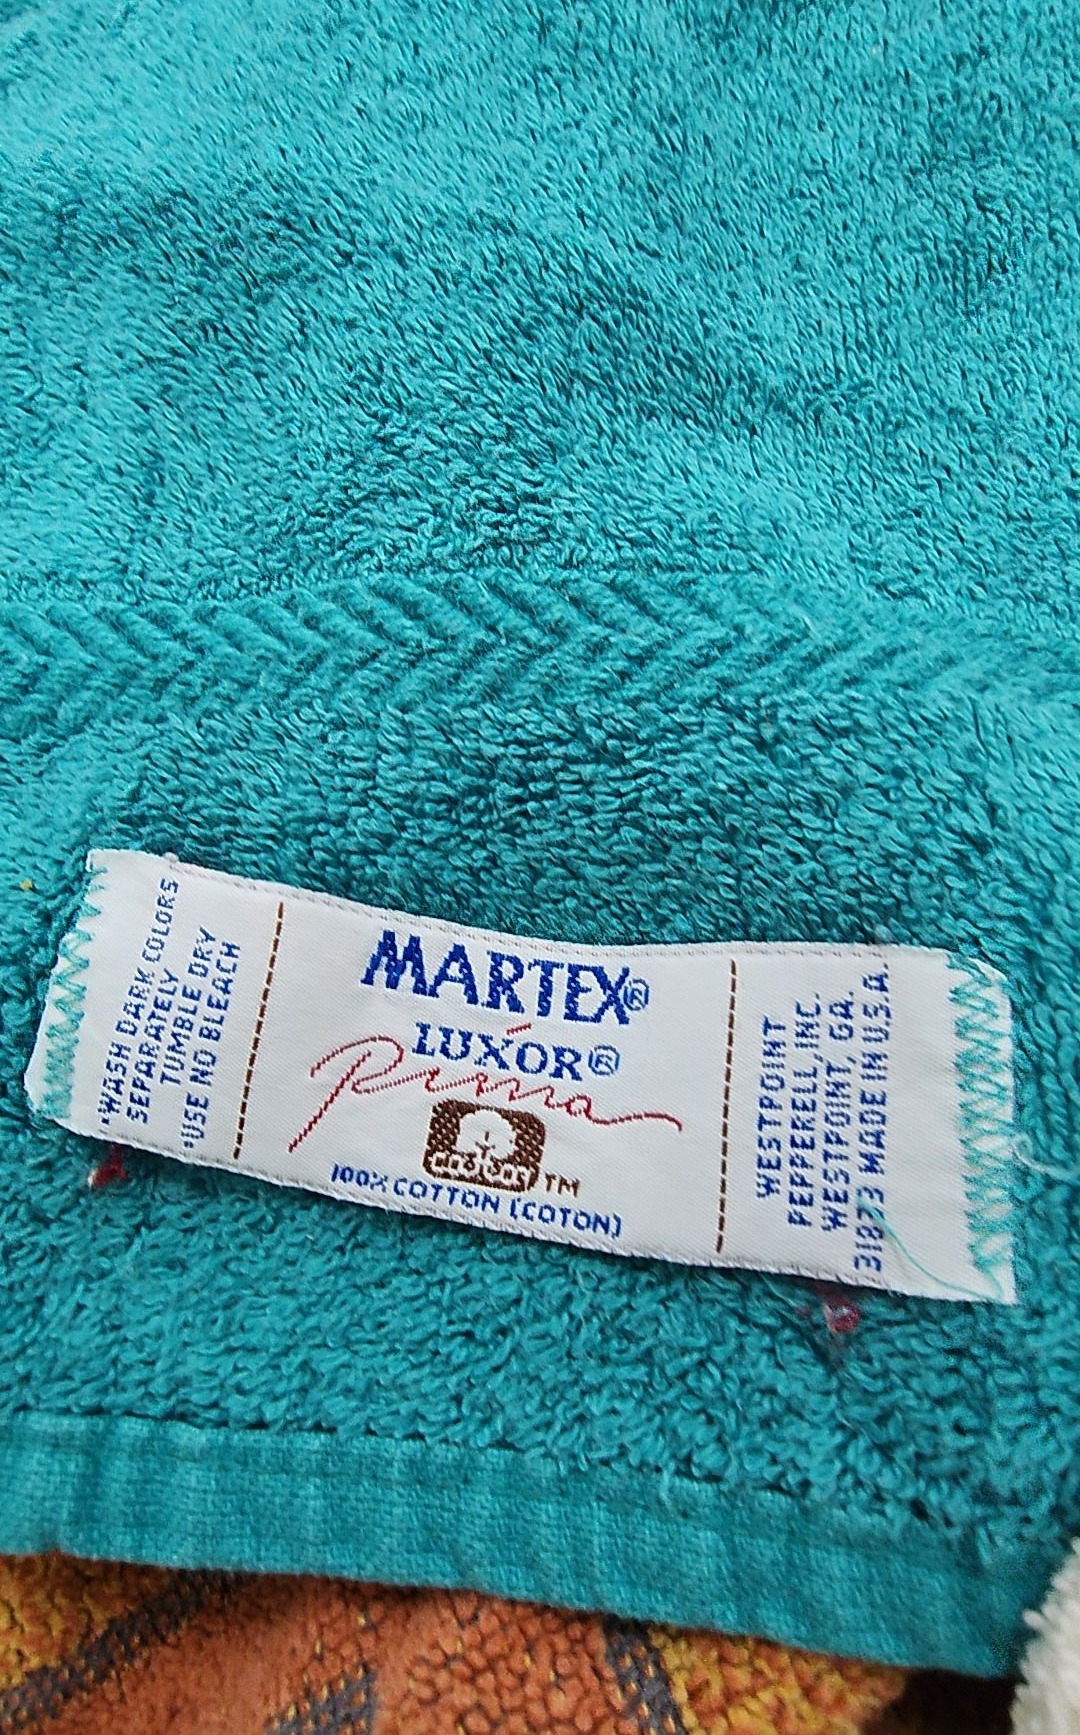 *WASH DARK COLORS
SEPARATELY
TUMBLE DRY
*USE NO BLEACH
MARTEX®
LUXOR®
Pima
cotton TM
100% COTTON [COTON]
WESTPOINT
PEPPERELL, INC.
WESTPOINT, GA.
31833 MADE IN U.S.A.